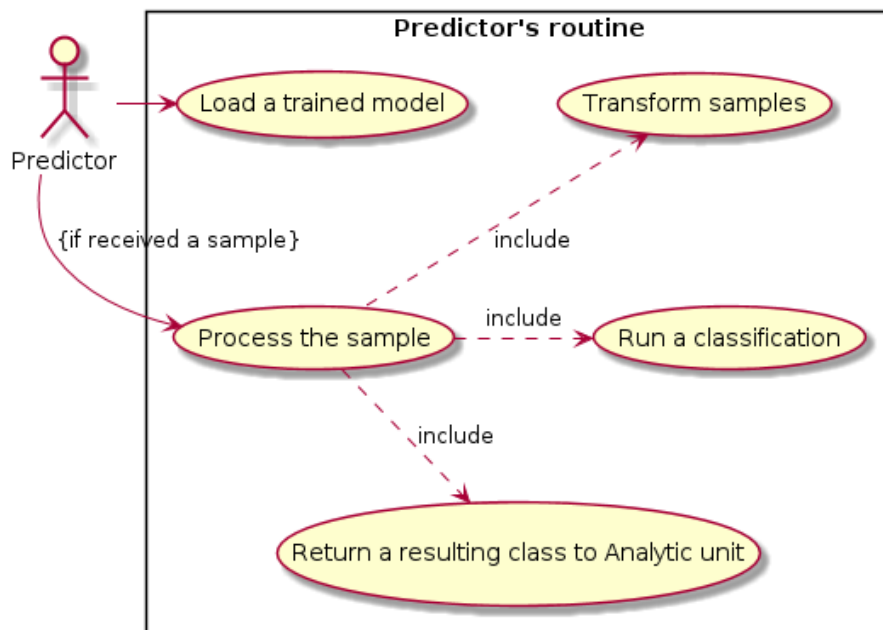 Predictor's routine
Load a trained model
Transform samples
Predictor
{if received a sample}
include
include
Process the sample
Run a classification
include
Return a resulting class to Analytic unit